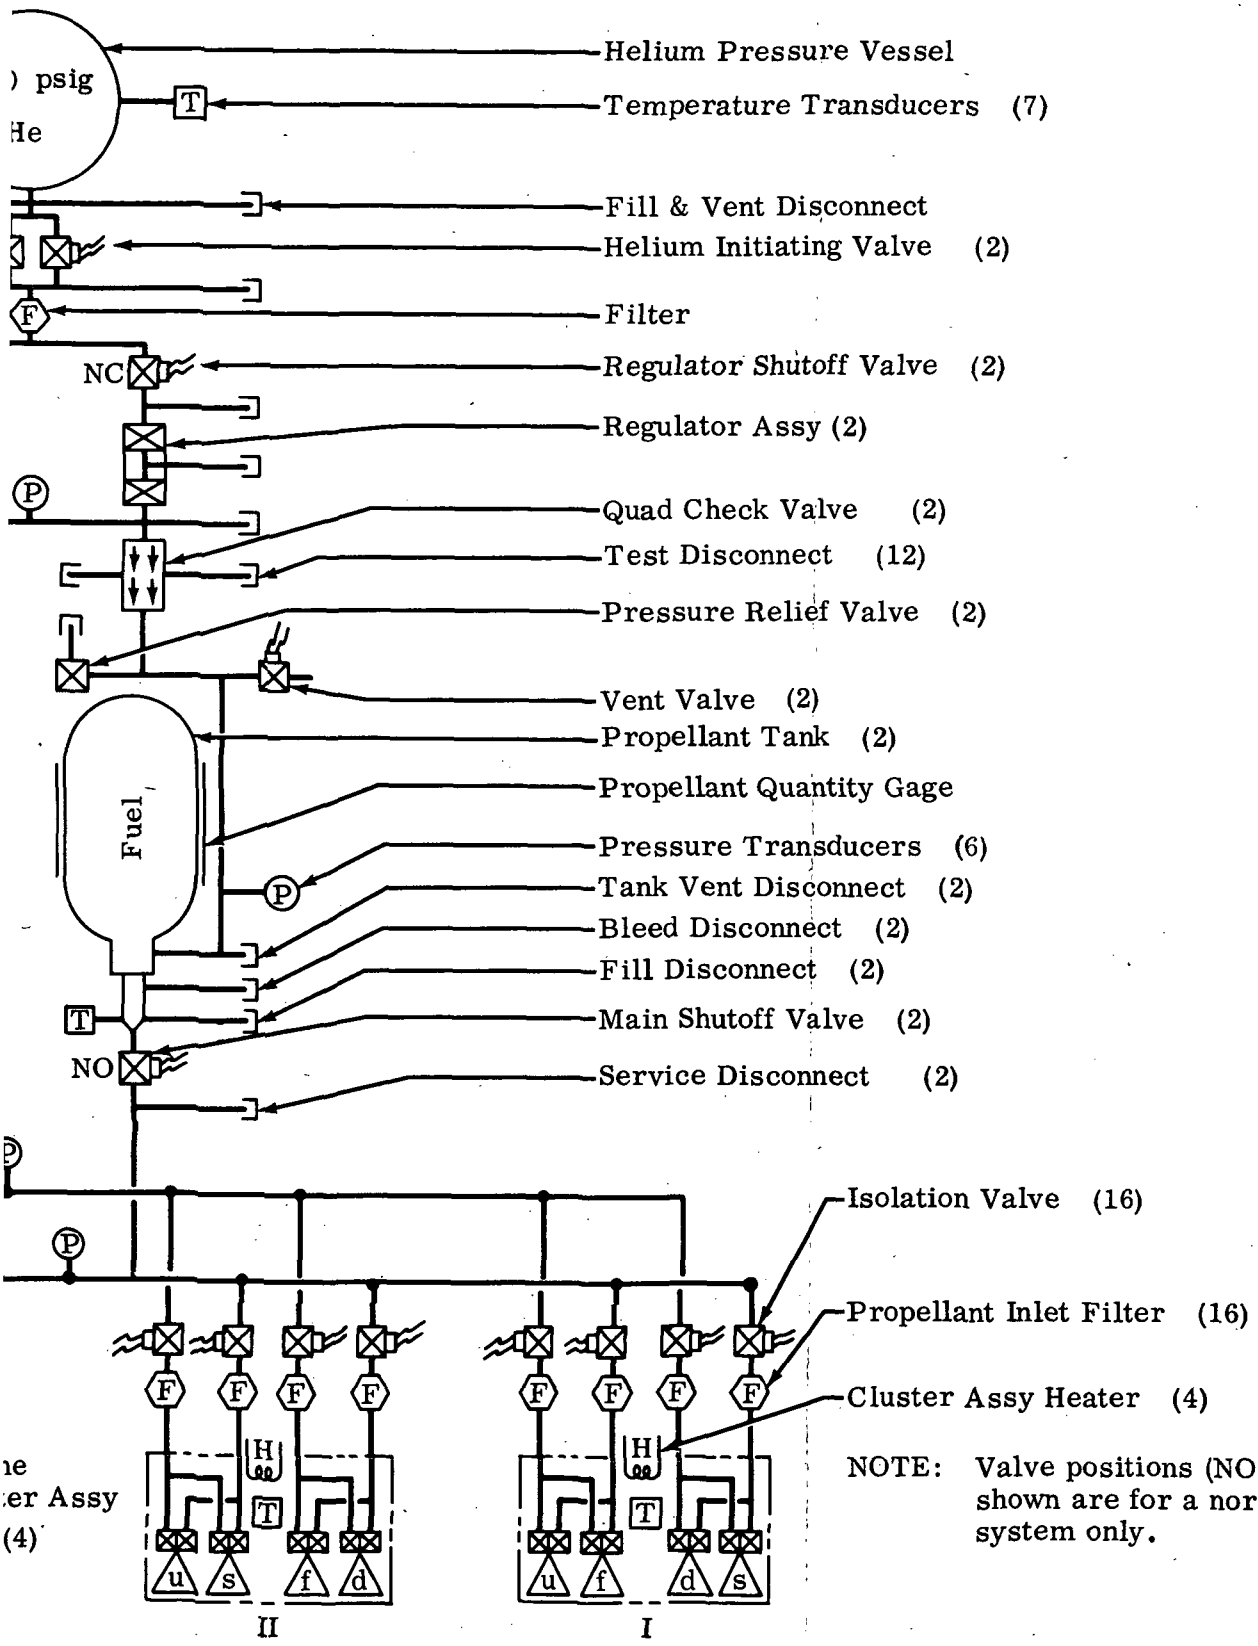 Helium Pressure Vessel
) psig
T
Temperature Transducers (7)
He
Fill & Vent Disconnect
Helium Initiating Valve (2)
F
Filter
NC
Regulator Shutoff Valve (2)
Regulator Assy (2)
P
Quad Check Valve (2)
Test Disconnect (12)
Pressure Relief Valve (2)
Vent Valve (2)
Propellant Tank (2)
Fuel
Propellant Quantity Gage
Pressure Transducers (6)
P
Tank Vent Disconnect (2)
Bleed Disconnect (2)
Fill Disconnect (2)
T
Main Shutoff Valve (2)
NO
Service Disconnect (2)
P
Isolation Valve (16)
P
Propellant Inlet Filter (16)
F F F F F F F F
Cluster Assy Heater (4)
H H
ne
er Assy
(4)
T T
NOTE: Valve positions (NO
shown are for a nor
system only.
u s f d u f d s
II I